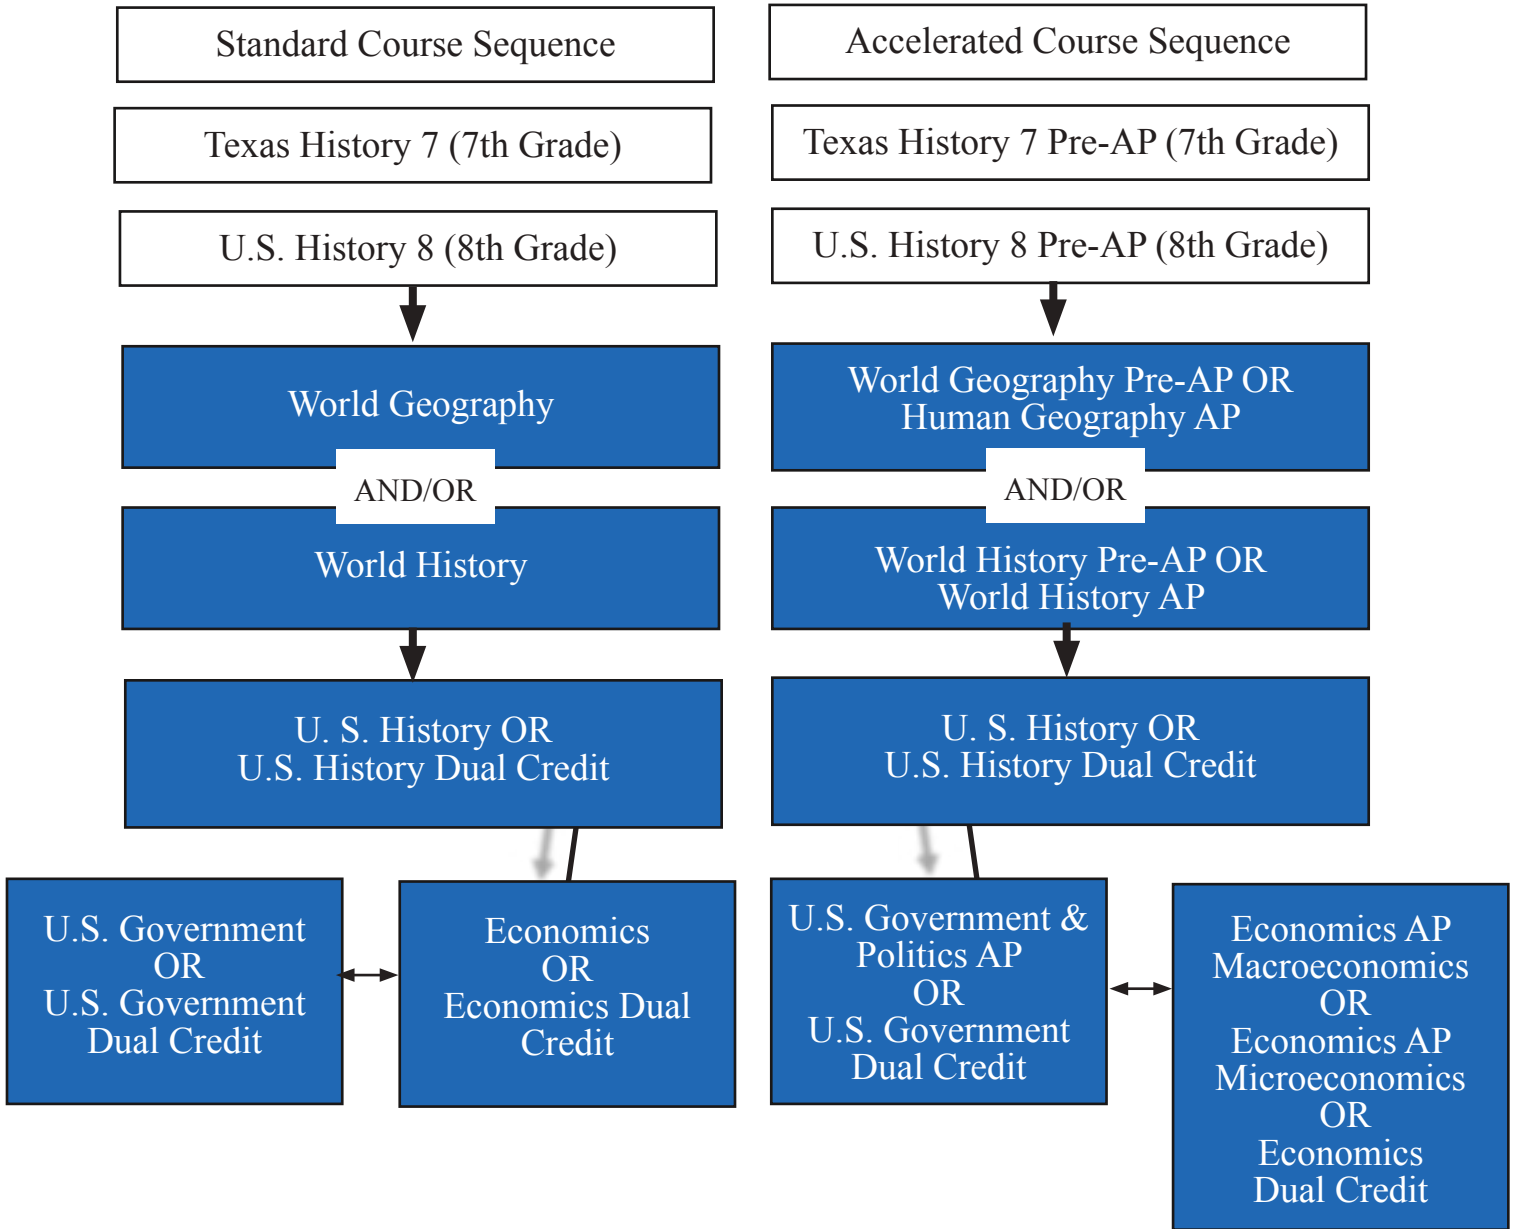 Standard Course Sequence
Texas History 7 (7th Grade)
U.S. History 8 (8th Grade)
World Geography
AND/OR
World History
U. S. History OR
U.S. History Dual Credit
U.S. Government
OR
U.S. Government
Dual Credit
Economics
OR
Economics Dual
Credit
Accelerated Course Sequence
Texas History 7 Pre-AP (7th Grade)
U.S. History 8 Pre-AP (8th Grade)
World Geography Pre-AP OR
Human Geography AP
AND/OR
World History Pre-AP OR
World History AP
U. S. History OR
U.S. History Dual Credit
U.S. Government &
Politics AP
OR
U.S. Government
Dual Credit
Economics AP
Macroeconomics
OR
Economics AP
Microeconomics
OR
Economics
Dual Credit